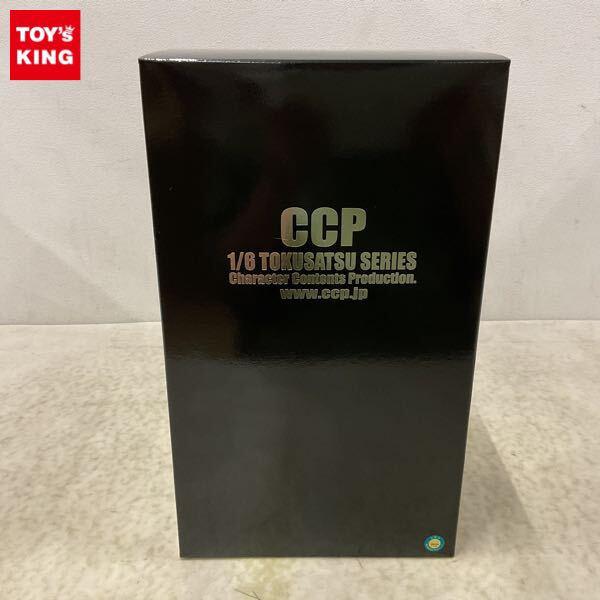 TOY's
KING
CCP
1/6 TOKUSATSU SERIES
Character Contents Production.
www.ccp.jp